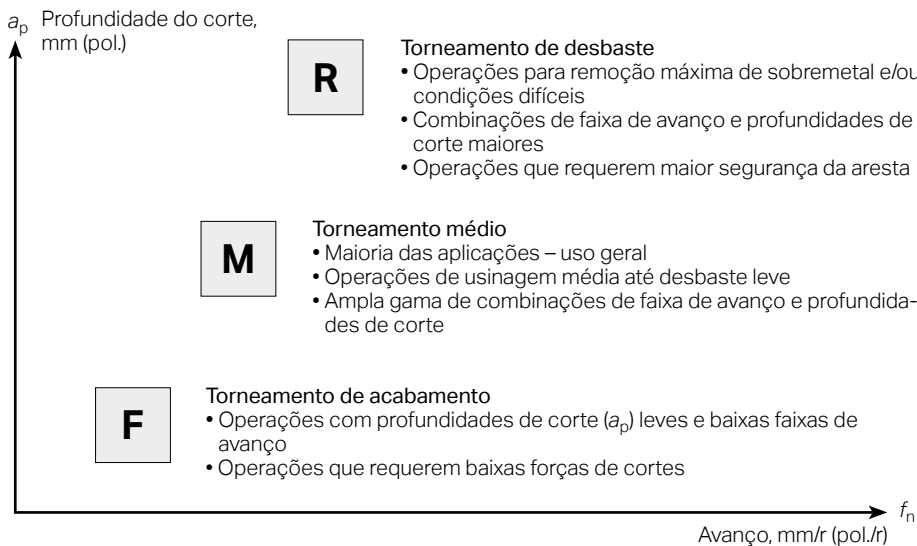 ap Profundidade do corte,
mm (pol.)
R
Torneamento de desbaste
• Operações para remoção máxima de sobremetal e/ou
condições difíceis
• Combinações de faixa de avanço e profundidades de
corte maiores
• Operações que requerem maior segurança da aresta
M
Torneamento médio
• Maioria das aplicações – uso geral
• Operações de usinagem média até desbaste leve
• Ampla gama de combinações de faixa de avanço e profundida-
des de corte
F
Torneamento de acabamento
• Operações com profundidades de corte (ap) leves e baixas faixas de
avanço
• Operações que requerem baixas forças de cortes
fn
Avanço, mm/r (pol./r)